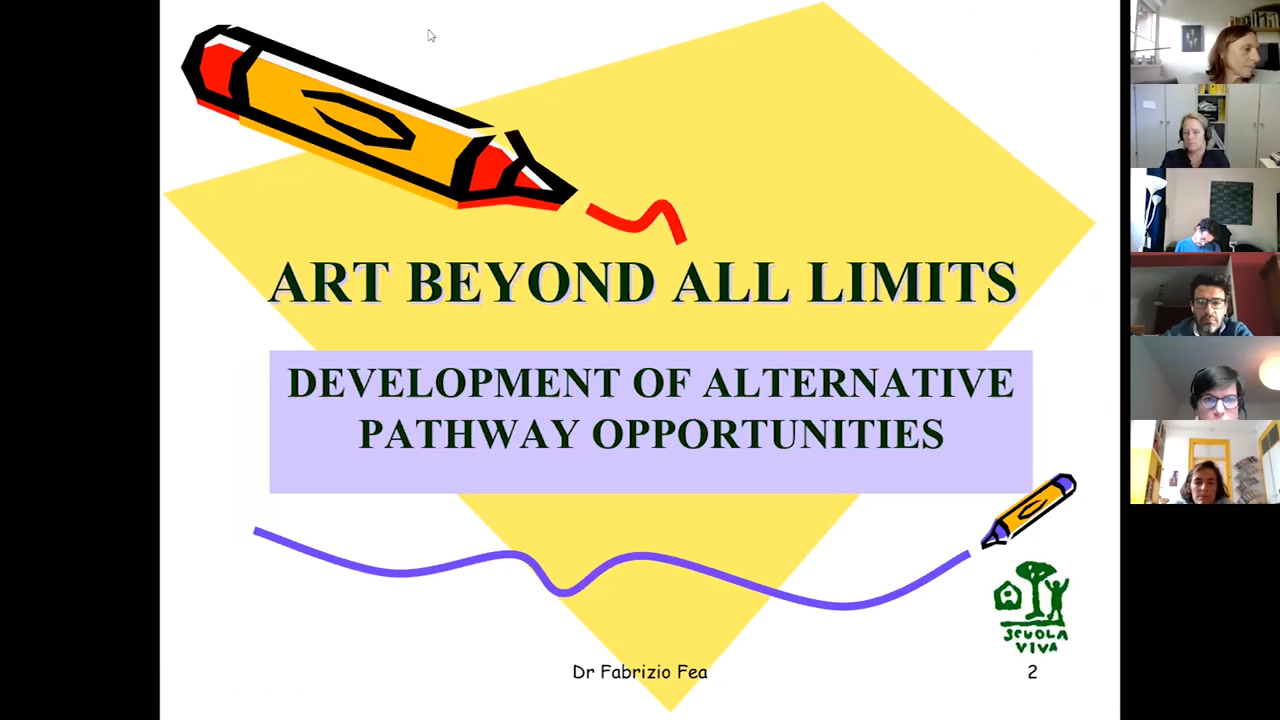 ART BEYOND ALL LIMITS
DEVELOPMENT OF ALTERNATIVE
PATHWAY OPPORTUNITIES
SCUOLA
VIVA
Dr Fabrizio Fea
2